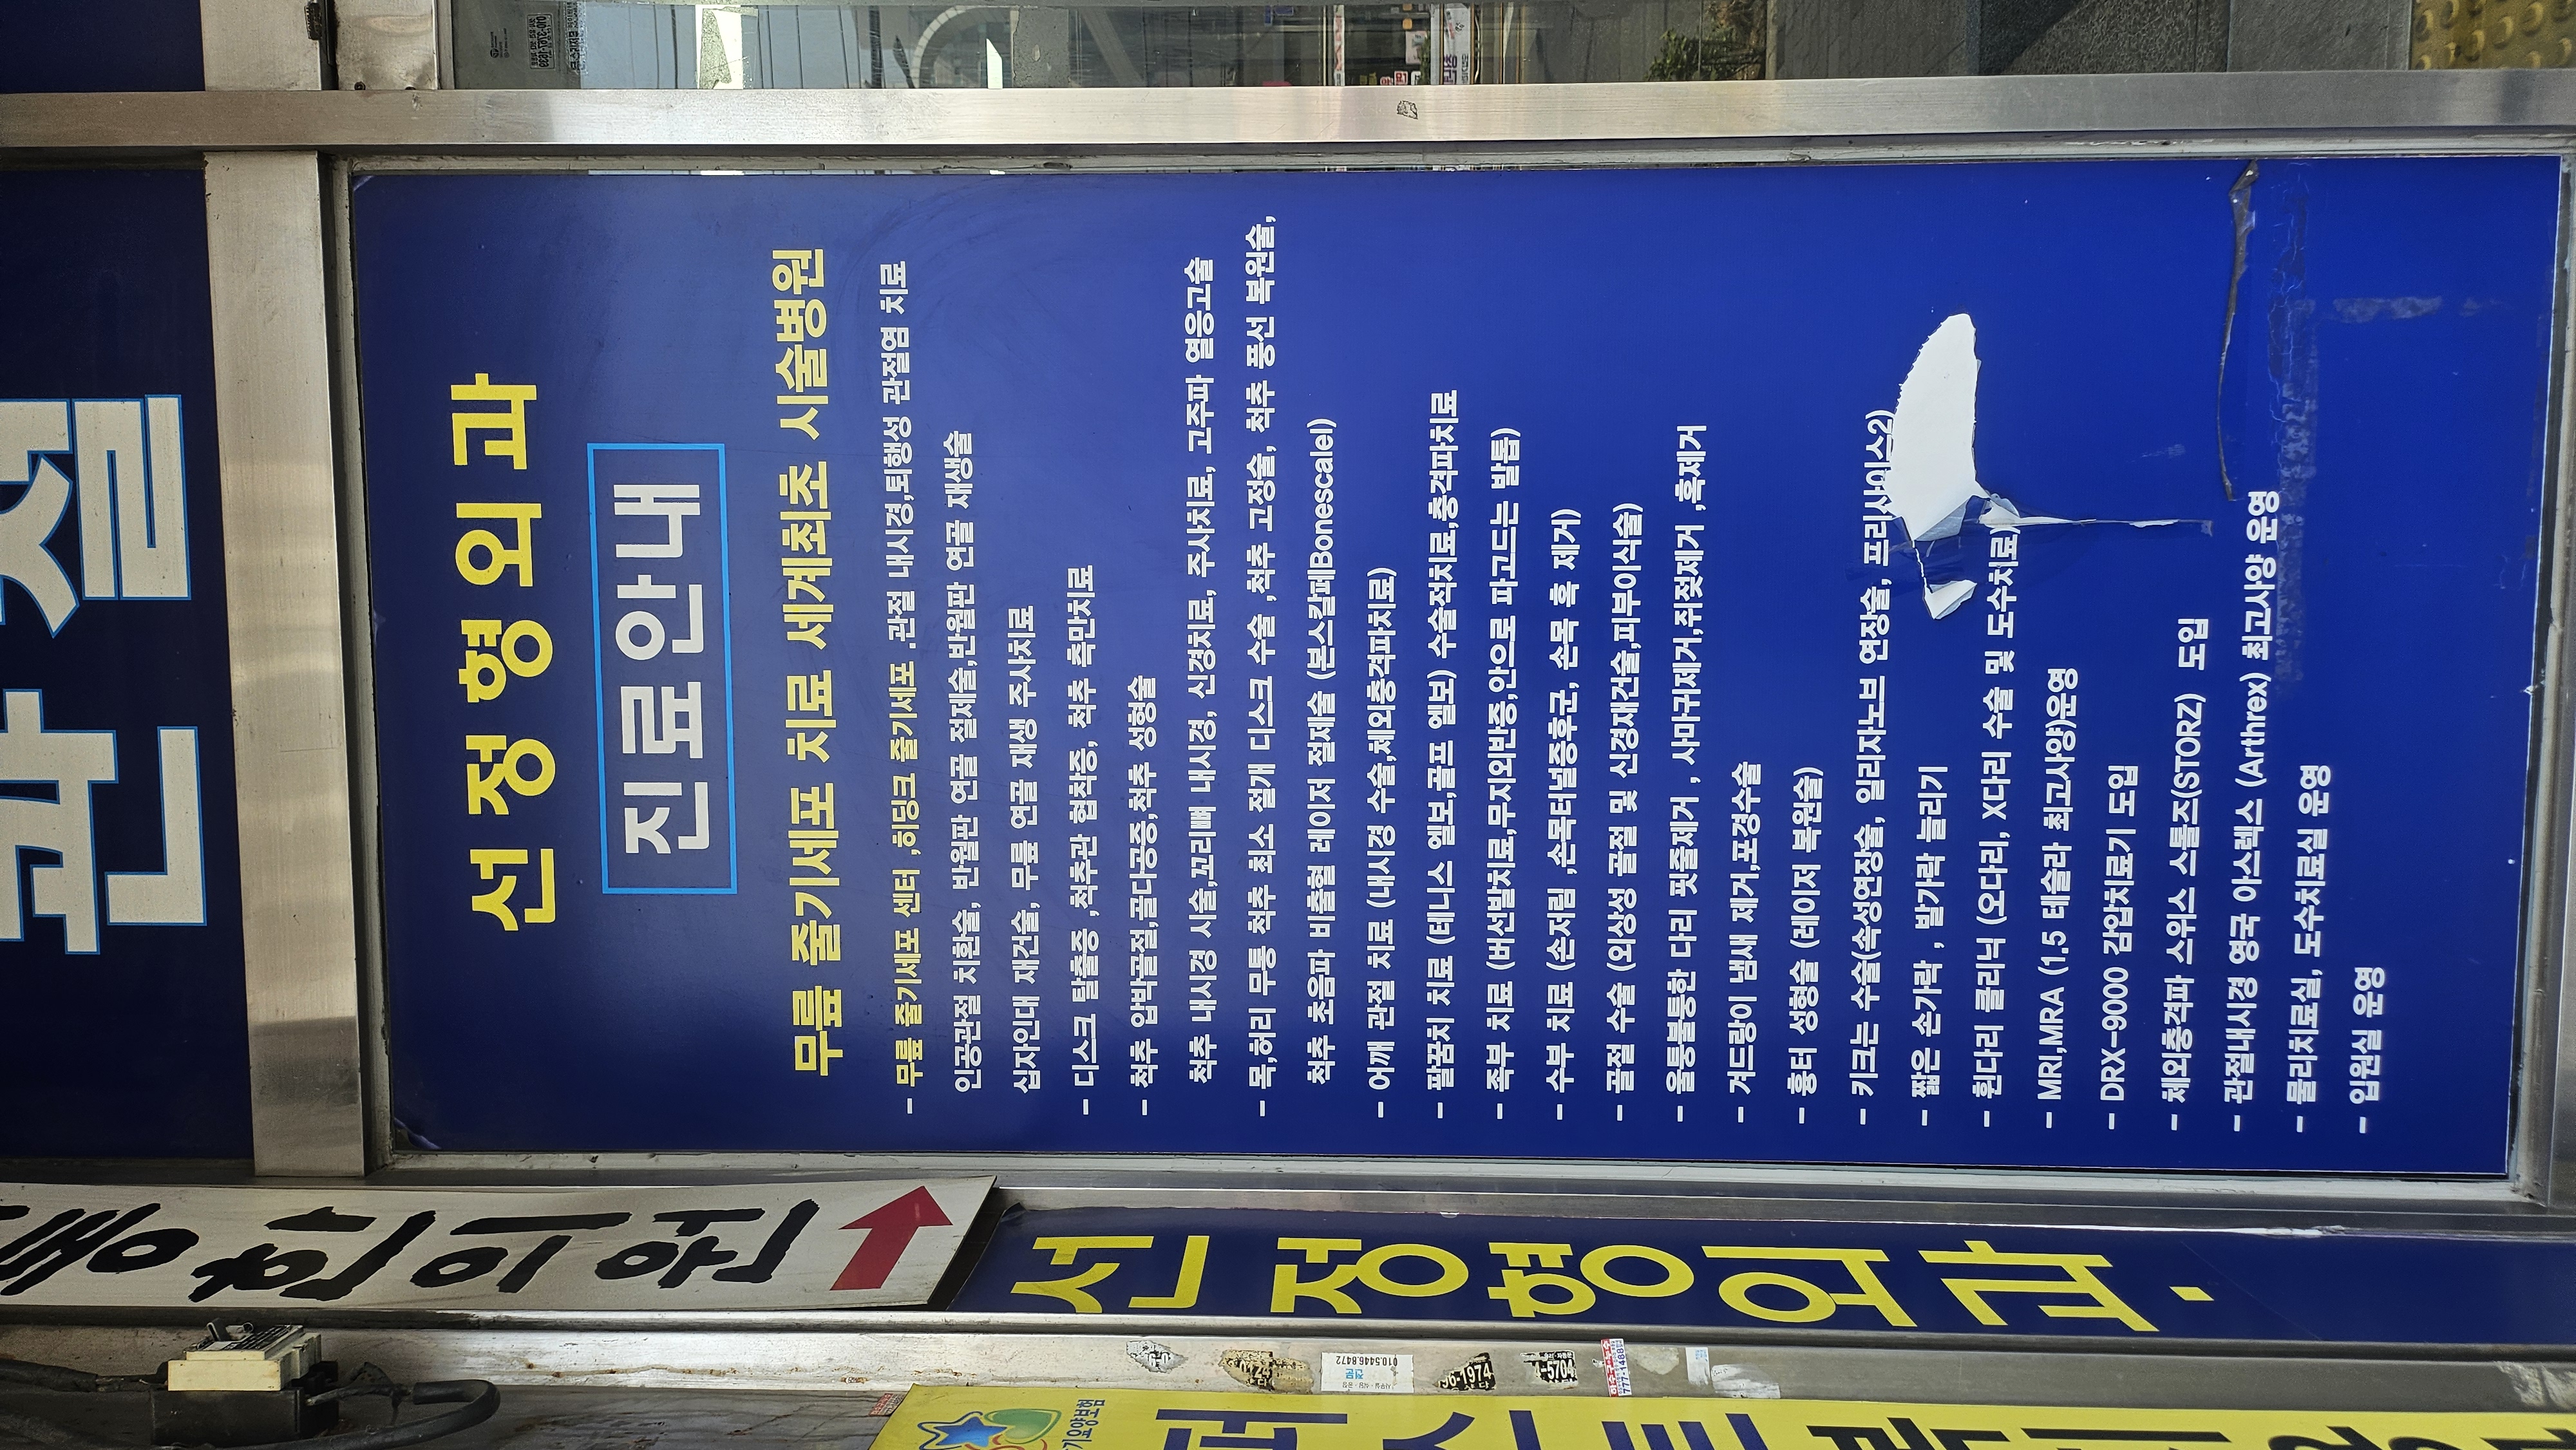 선 정 형 외 과
진료안내
무릎 줄기세포 치료 세계최초 시술병원
- 무릎 줄기세포 센터 ,히딩크 줄기세포 .관절 내시경,퇴행성 관절염 치료
인공관절 치환술, 반월판 연골 절제술,반월판 연골 재생술
십자인대 재건술, 무릎 연골 재생 주사치료
- 디스크 탈출증 ,척추관 협착증, 척추 측만치료
- 척추 압박골절,골다공증,척추 성형술
척추 내시경 시술,꼬리뼈 내시경, 신경치료, 주사치료, 고주파 열응고술
- 목,허리 무통 척추 최소 절개 디스크 수술 ,척추 고정술, 척추 풍선 복원술,
척추 초음파 비출혈 레이저 절재술 (본스칼페Bonescalel)
- 어깨 관절 치료 (내시경 수술,체외충격파치료)
- 팔꿈치 치료 (테니스 엘보,골프 엘보) 수술적치료,충격파치료
- 족부 치료 (버선발치료,무지외반증,안으로 파고드는 발톱)
- 수부 치료 (손저림 ,손목터널증후군, 손목 혹 제거)
- 골절 수술 (외상성 골절 및 신경재건술,피부이식술)
- 울퉁불퉁한 다리 핏줄제거 , 사마귀제거,쥐젖제거 ,흑제거
- 겨드랑이 냄새 제거,포경수술
- 흉터 성형술 (레이저 복원술)
- 키크는 수술(속성연장술, 일리자노브 연장술, 프리사이스2)
- 짧은 손가락 , 발가락 늘리기
- 휜다리 클리닉 (오다리, X다리 수술 및 도수치료)
- MRI,MRA (1.5 테슬라 최고사양)운영
- DRX-9000 감압치료기 도입
- 체외충격파 스위스 스톨즈(STORZ) 도입
- 관절내시경 영국 아스렉스 (Arthrex) 최고사양 운영
- 물리치료실, 도수치료실 운영
- 입원실 운영
선정형외과.
010.5446.8472
777-1488